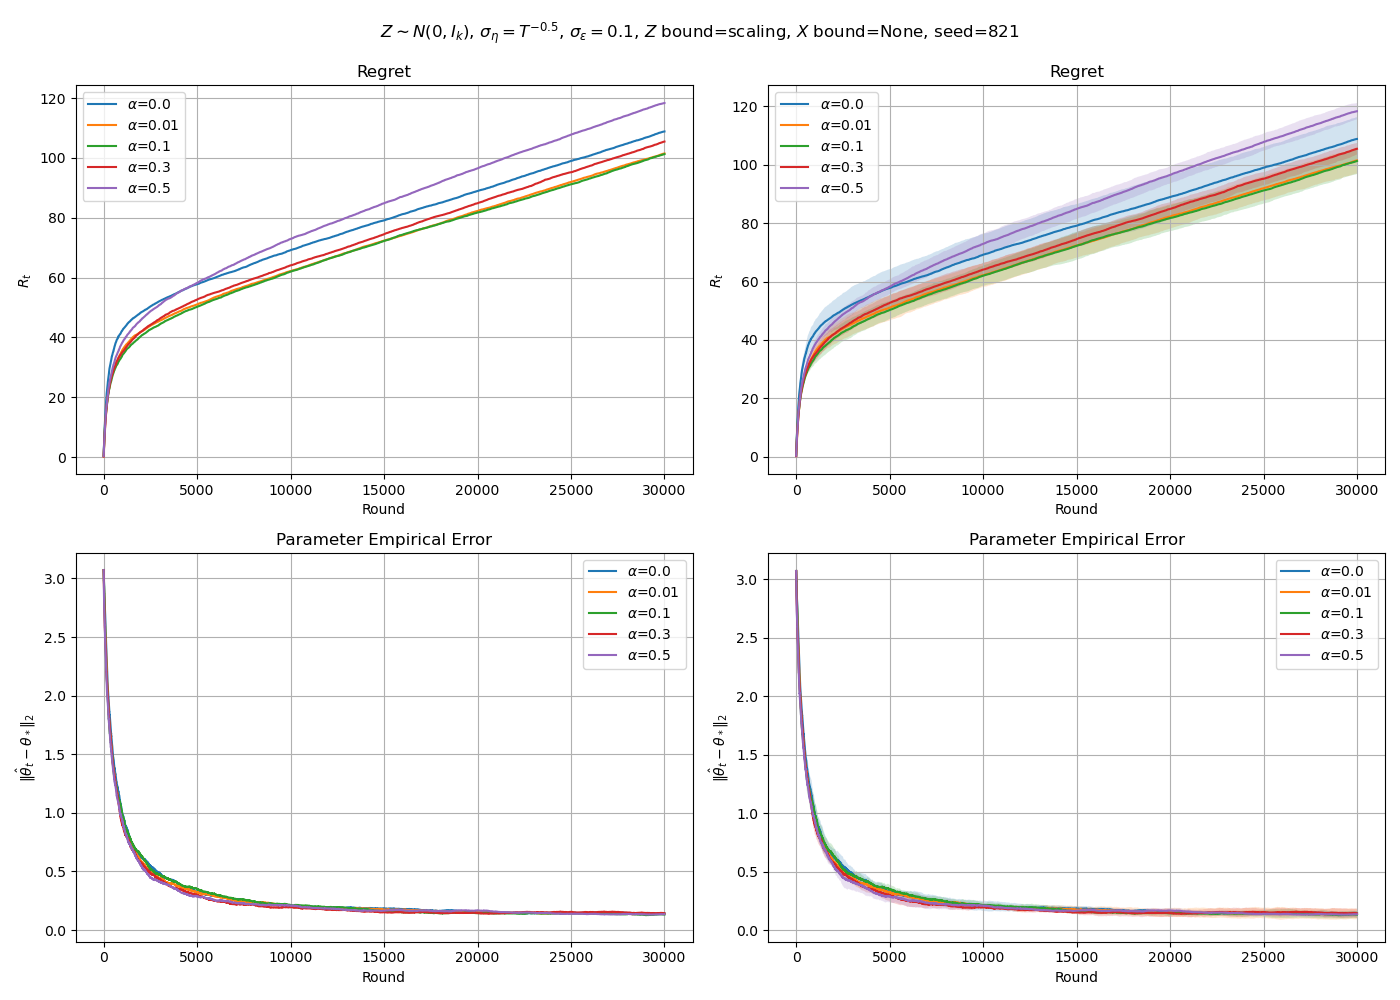 Z ∼ N(0, I_k), σ_η = T^{−0.5}, σ_ε = 0.1, Z bound=scaling, X bound=None, seed=821
Regret
R_t
120
100
80
60
40
20
0
α=0.0
α=0.01
α=0.1
α=0.3
α=0.5
0 5000 10000 15000 20000 25000 30000
Round
Regret
R_t
120
100
80
60
40
20
0
α=0.0
α=0.01
α=0.1
α=0.3
α=0.5
0 5000 10000 15000 20000 25000 30000
Round
Parameter Empirical Error
‖θ̂_t − θ_*‖_2
3.0
2.5
2.0
1.5
1.0
0.5
0.0
α=0.0
α=0.01
α=0.1
α=0.3
α=0.5
0 5000 10000 15000 20000 25000 30000
Round
Parameter Empirical Error
‖θ̂_t − θ_*‖_2
3.0
2.5
2.0
1.5
1.0
0.5
0.0
α=0.0
α=0.01
α=0.1
α=0.3
α=0.5
0 5000 10000 15000 20000 25000 30000
Round